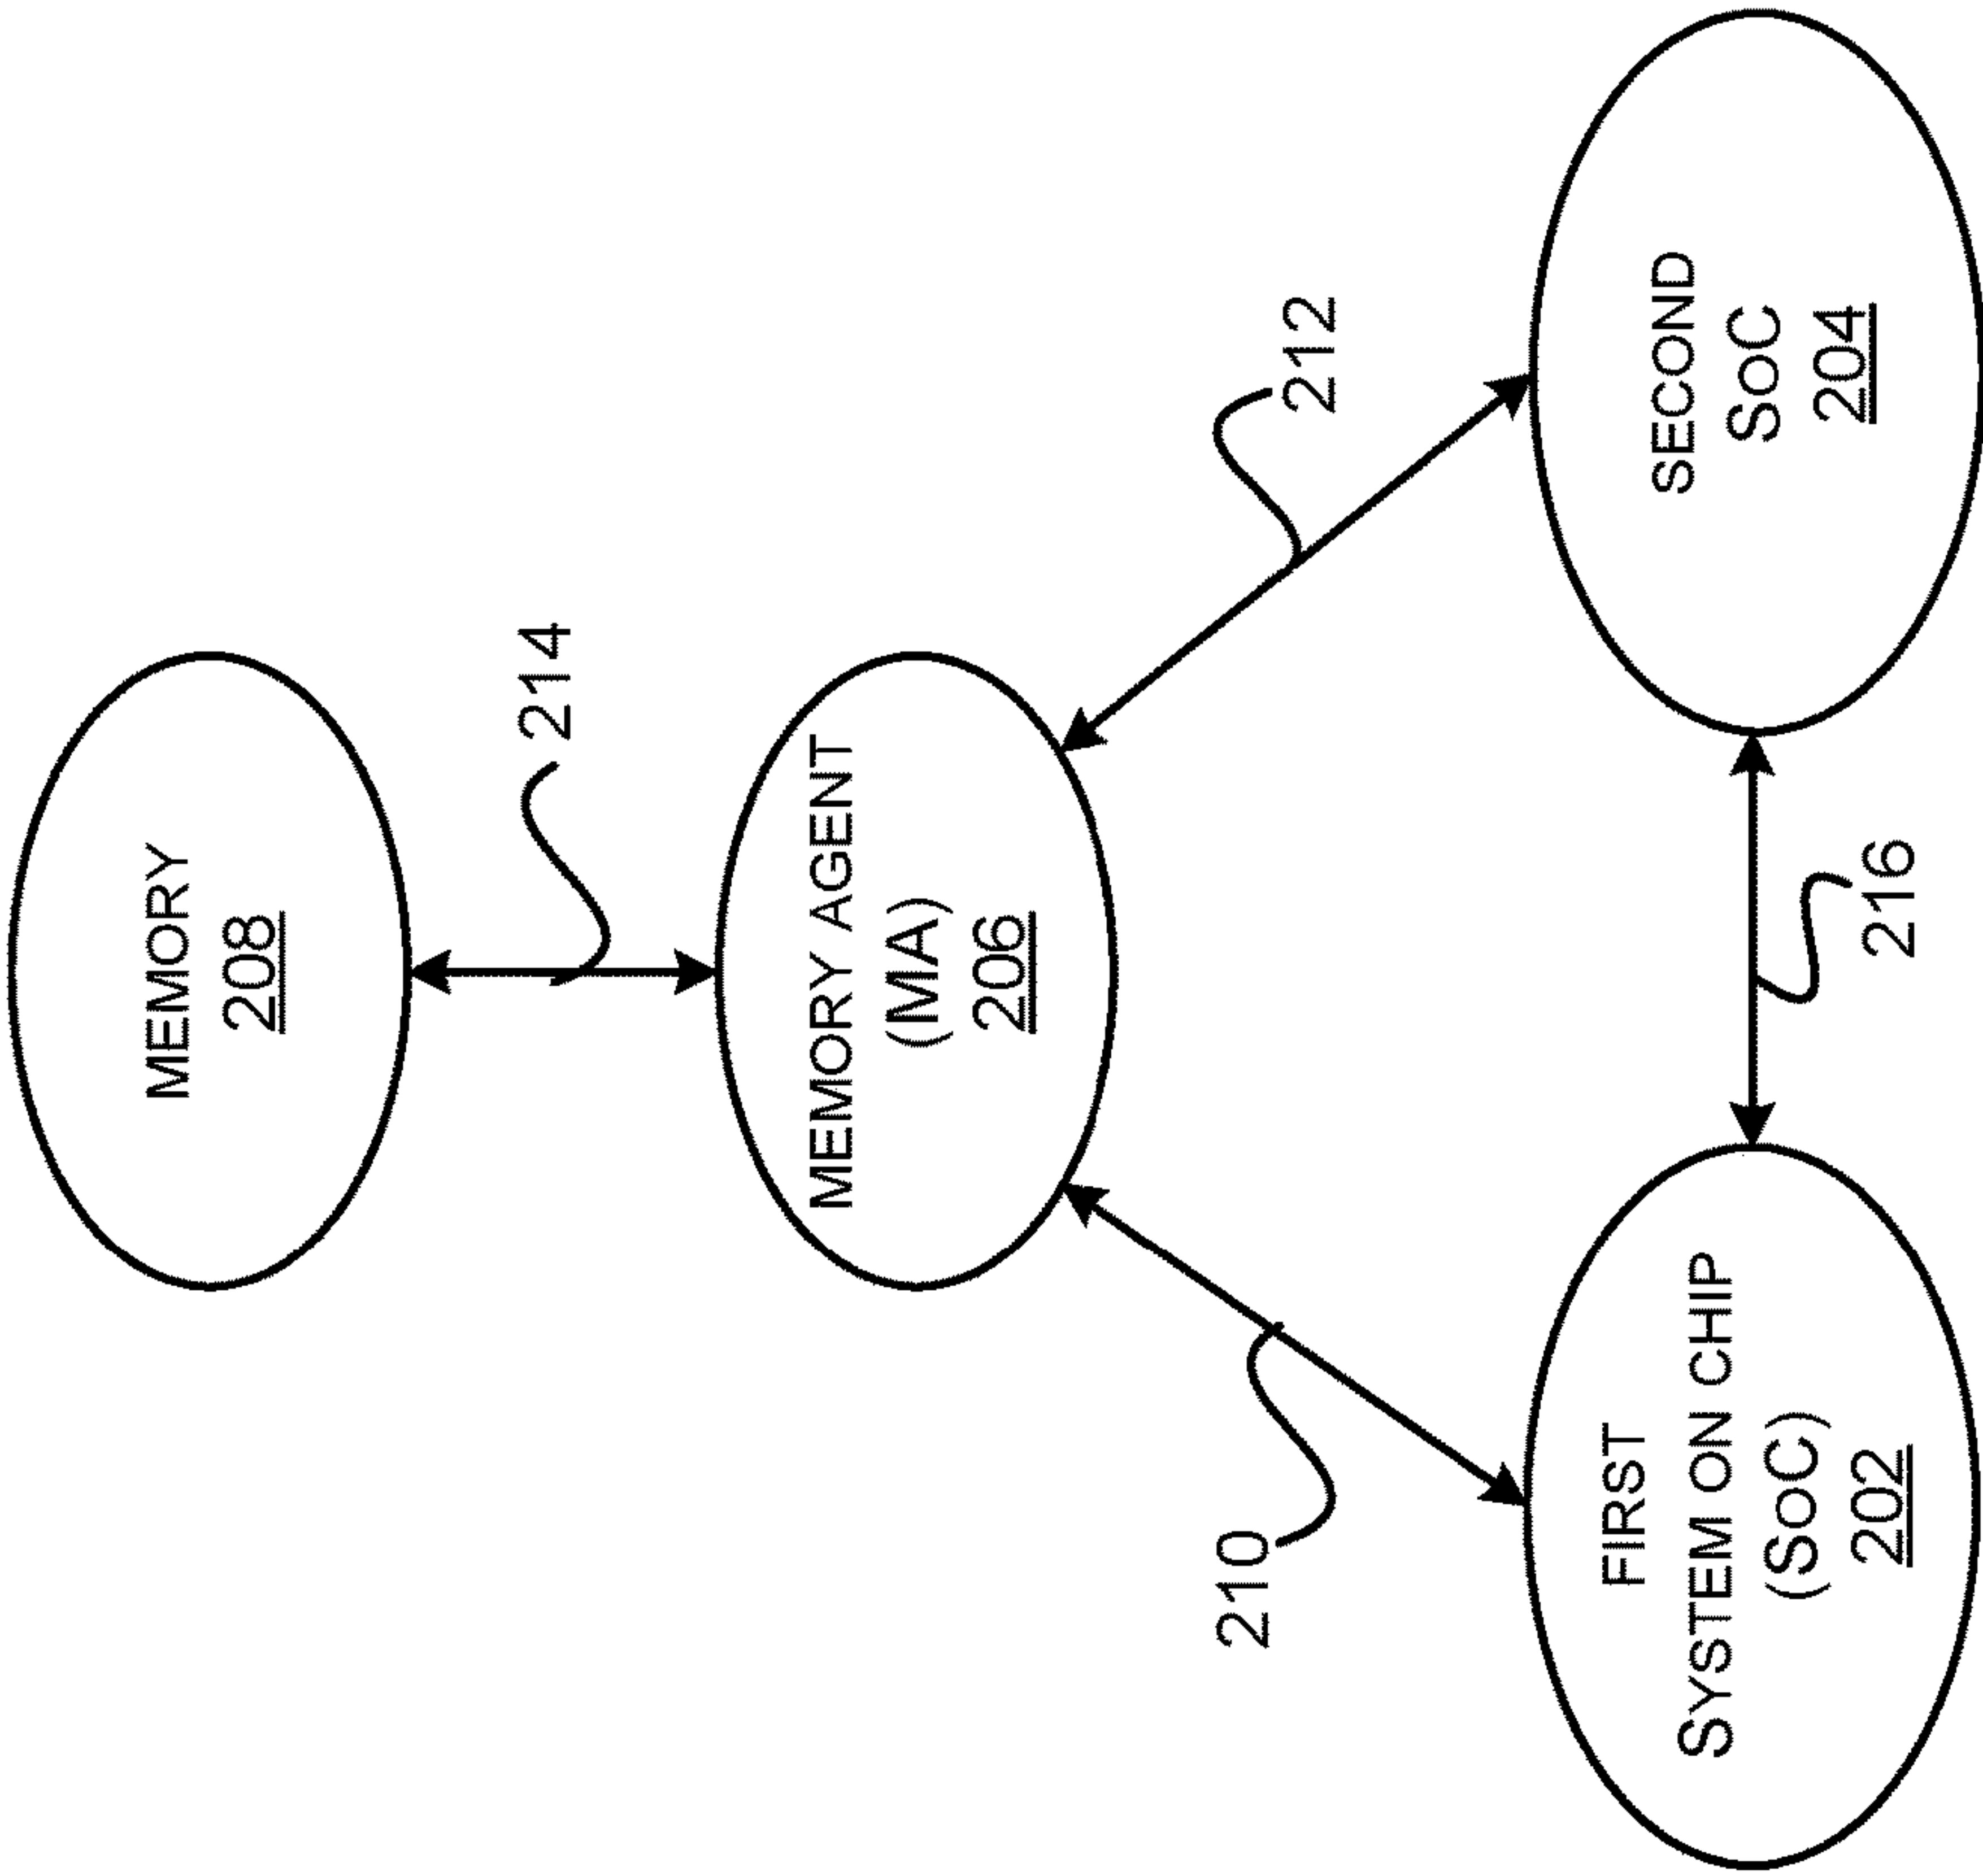 MEMORY
208
214
MEMORY AGENT
(MA)
206
210
212
FIRST
SYSTEM ON CHIP
(SoC)
202
216
SECOND
SoC
204